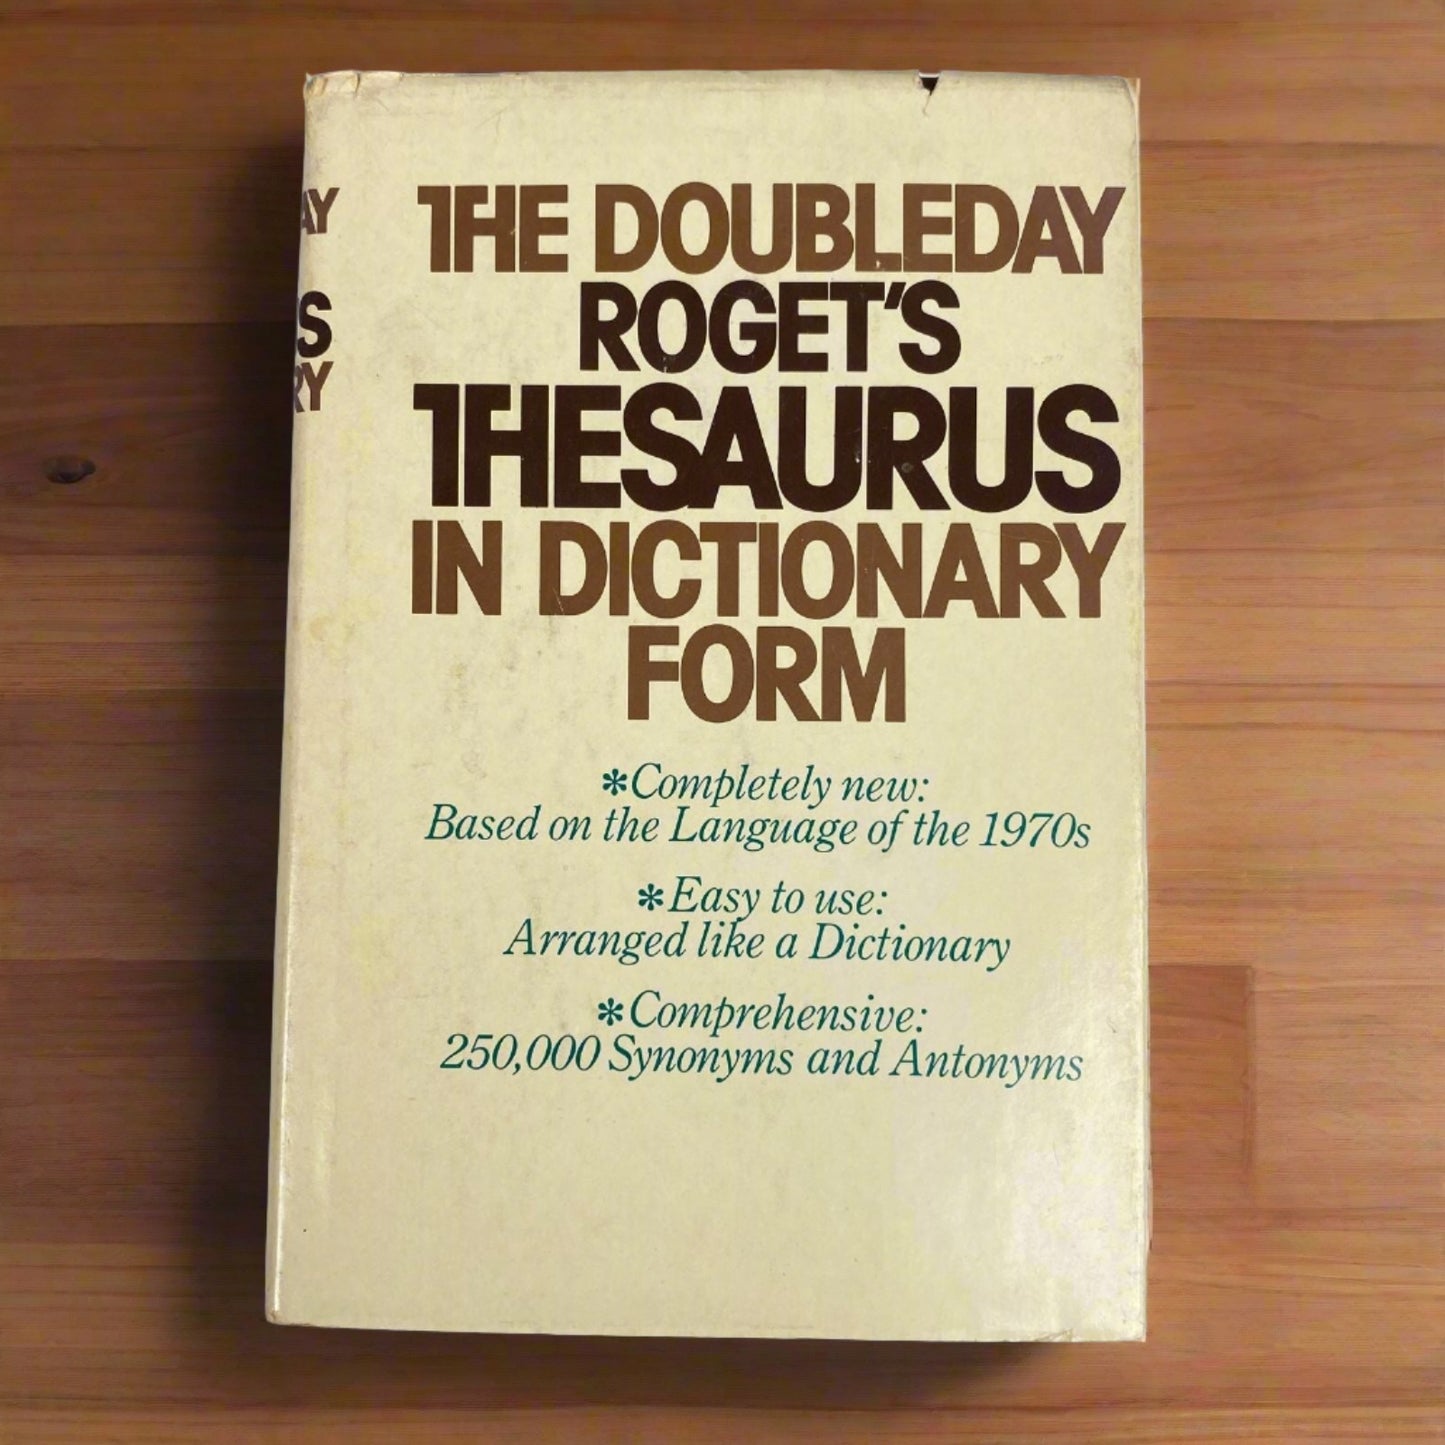 THE DOUBLEDAY
ROGET'S
THESAURUS
IN DICTIONARY
FORM
*Completely new:
Based on the Language of the 1970s
*Easy to use:
Arranged like a Dictionary
*Comprehensive:
250,000 Synonyms and Antonyms